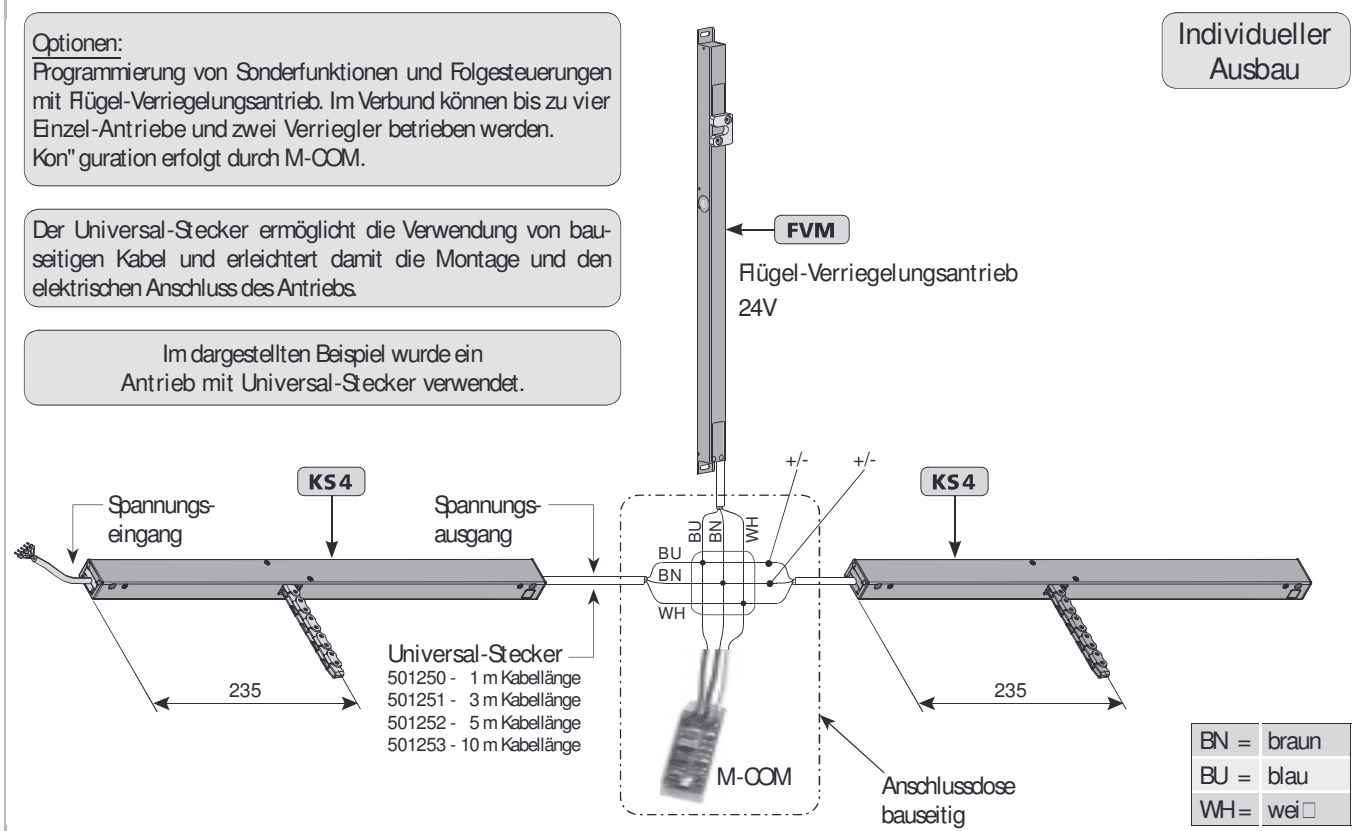 Optionen:
Programmierung von Sonderfunktionen und Folgesteuerungen
mit Flügel-Verriegelungsantrieb. Im Verbund können bis zu vier
Einzel-Antriebe und zwei Verriegler betrieben werden.
Kon" guration erfolgt durch M-COM.
Individueller
Ausbau
Der Universal-Stecker ermöglicht die Verwendung von bau-
seitigen Kabel und erleichtert damit die Montage und den
elektrischen Anschluss des Antriebs.
Im dargestellten Beispiel wurde ein
Antrieb mit Universal-Stecker verwendet.
FVM
Flügel-Verriegelungsantrieb
24V
KS4
Spannungs-
eingang
Spannungs-
ausgang
+/-
+/-
KS4
BU
BN
WH
BU
BN
WH
Universal-Stecker
501250 - 1 m Kabellänge
501251 - 3 m Kabellänge
501252 - 5 m Kabellänge
501253 - 10 m Kabellänge
235
235
M-COM
Anschlussdose
bauseitig
BN = braun
BU = blau
WH = wei□